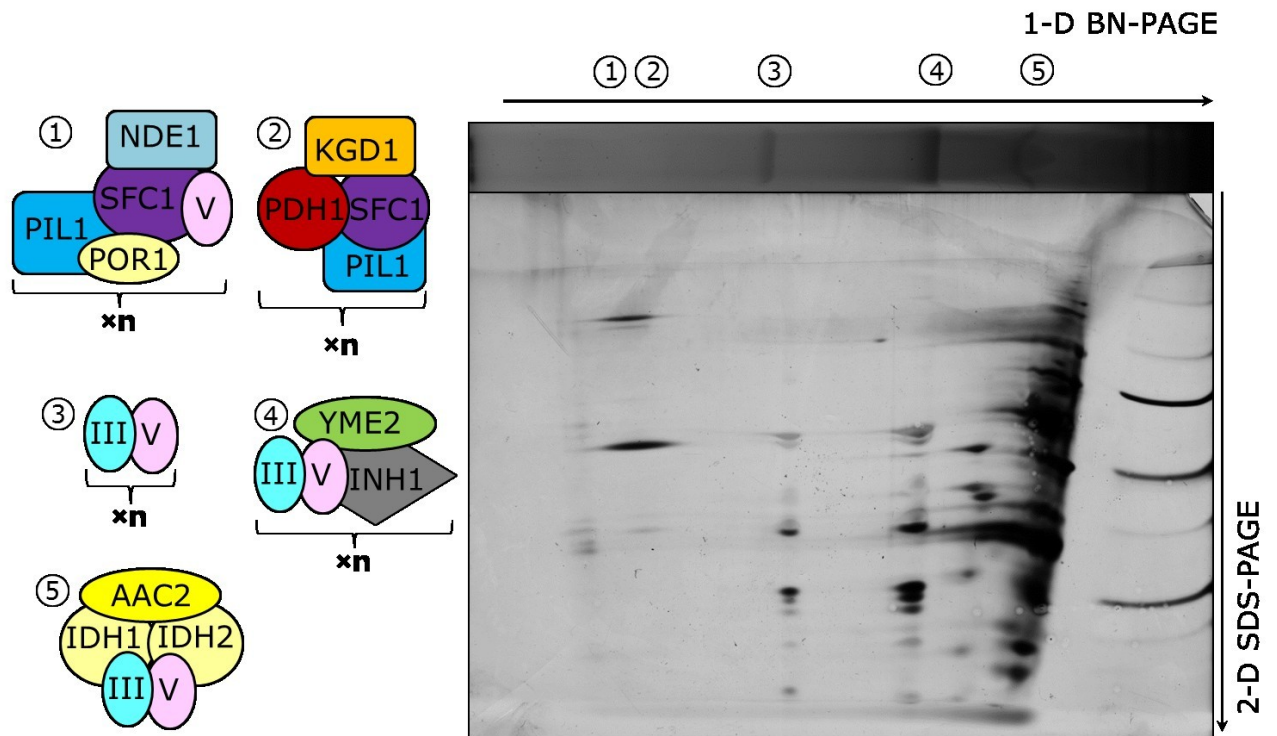 1-D BN-PAGE
① ② ③ ④ ⑤
① NDE1 SFC1 V PIL1 POR1
×n
② KGD1 PDH1 SFC1 PIL1
×n
③ III V
×n
④ YME2 III V INH1
×n
⑤ AAC2
IDH1 IDH2
III V
2-D SDS-PAGE